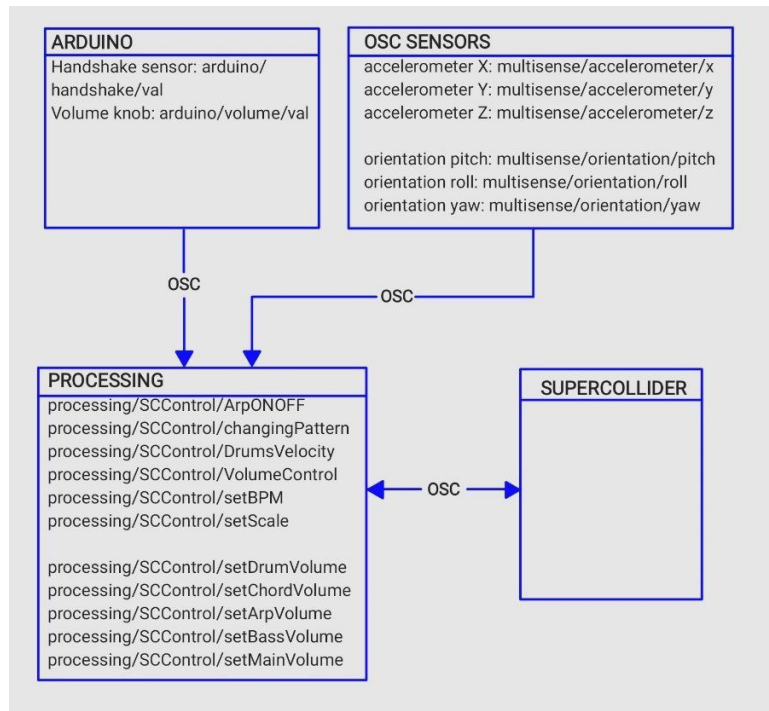 ARDUINO
Handshake sensor: arduino/
handshake/val
Volume knob: arduino/volume/val
OSC SENSORS
accelerometer X: multisense/accelerometer/x
accelerometer Y: multisense/accelerometer/y
accelerometer Z: multisense/accelerometer/z
orientation pitch: multisense/orientation/pitch
orientation roll: multisense/orientation/roll
orientation yaw: multisense/orientation/yaw
OSC
OSC
PROCESSING
processing/SCControl/ArpONOFF
processing/SCControl/changingPattern
processing/SCControl/DrumsVelocity
processing/SCControl/VolumeControl
processing/SCControl/setBPM
processing/SCControl/setScale
processing/SCControl/setDrumVolume
processing/SCControl/setChordVolume
processing/SCControl/setArpVolume
processing/SCControl/setBassVolume
processing/SCControl/setMainVolume
OSC
SUPERCOLLIDER